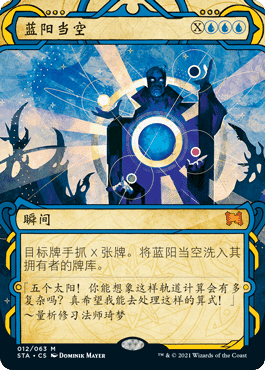 蓝阳当空 X
瞬间
目标牌手抓X张牌。将蓝阳当空洗入其
拥有者的牌库。
「五个太阳!你能想象这样轨道计算会有多
复杂吗?真希望我能去处理这样的算式!」
~量析修习法师琦梦
012/063 M
STA • CS DOMINIK MAYER
™ & © 2021 Wizards of the Coast